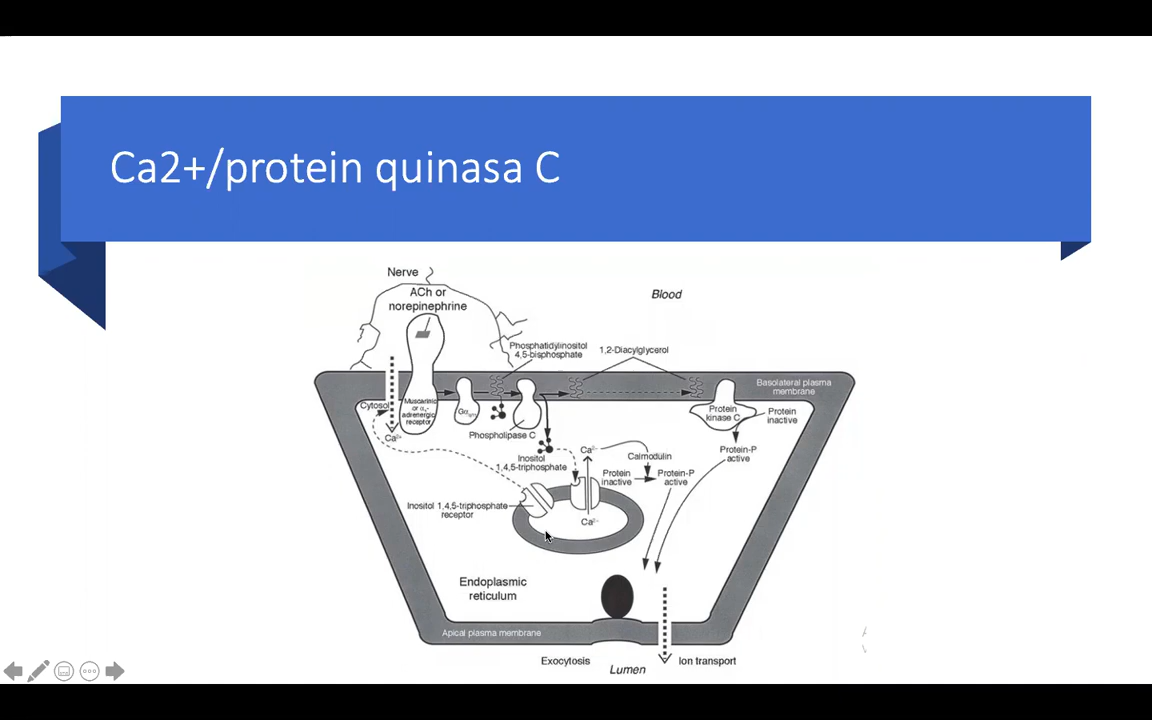 Ca2+/protein quinasa C
Nerve
ACh or
norepinephrine
Blood
Phosphatidylinositol
4,5-bisphosphate
1,2-Diacylglycerol
Basolateral plasma
membrane
Cytosol
Muscarinic
or α₁-
adrenergic
receptor
Phospholipase C
Ca²⁺
Protein
kinase C
Protein
inactive
Protein-P
active
Inositol
1,4,5-triphosphate
Ca²⁺
Calmodulin
Protein
inactive
Protein-P
active
Inositol 1,4,5-triphosphate
receptor
Ca²⁺
Endoplasmic
reticulum
Apical plasma membrane
Exocytosis
Lumen
Ion transport